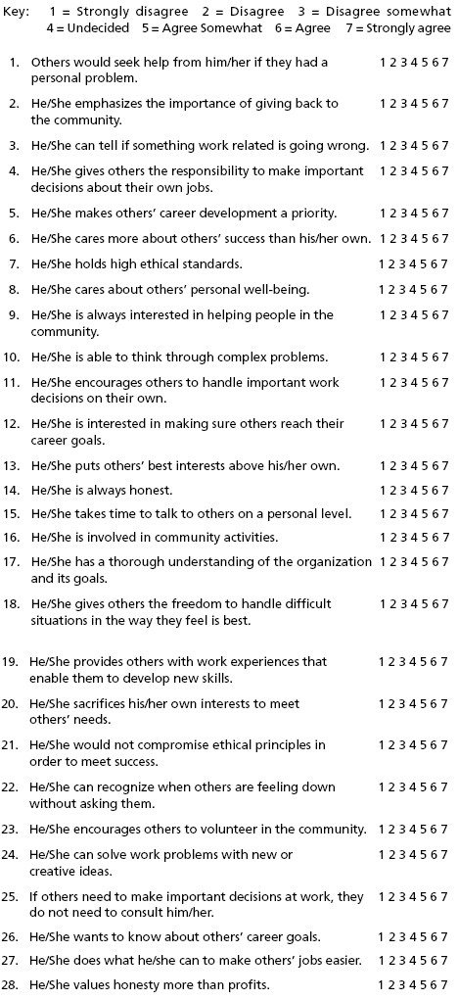 Key: 1 = Strongly disagree 2 = Disagree 3 = Disagree somewhat
4 = Undecided 5 = Agree Somewhat 6 = Agree 7 = Strongly agree
1. Others would seek help from him/her if they had a 1 2 3 4 5 6 7
personal problem.
2. He/She emphasizes the importance of giving back to 1 2 3 4 5 6 7
the community.
3. He/She can tell if something work related is going wrong. 1 2 3 4 5 6 7
4. He/She gives others the responsibility to make important 1 2 3 4 5 6 7
decisions about their own jobs.
5. He/She makes others’ career development a priority. 1 2 3 4 5 6 7
6. He/She cares more about others’ success than his/her own. 1 2 3 4 5 6 7
7. He/She holds high ethical standards. 1 2 3 4 5 6 7
8. He/She cares about others’ personal well-being. 1 2 3 4 5 6 7
9. He/She is always interested in helping people in the 1 2 3 4 5 6 7
community.
10. He/She is able to think through complex problems. 1 2 3 4 5 6 7
11. He/She encourages others to handle important work 1 2 3 4 5 6 7
decisions on their own.
12. He/She is interested in making sure others reach their 1 2 3 4 5 6 7
career goals.
13. He/She puts others’ best interests above his/her own. 1 2 3 4 5 6 7
14. He/She is always honest. 1 2 3 4 5 6 7
15. He/She takes time to talk to others on a personal level. 1 2 3 4 5 6 7
16. He/She is involved in community activities. 1 2 3 4 5 6 7
17. He/She has a thorough understanding of the organization 1 2 3 4 5 6 7
and its goals.
18. He/She gives others the freedom to handle difficult 1 2 3 4 5 6 7
situations in the way they feel is best.
19. He/She provides others with work experiences that 1 2 3 4 5 6 7
enable them to develop new skills.
20. He/She sacrifices his/her own interests to meet 1 2 3 4 5 6 7
others’ needs.
21. He/She would not compromise ethical principles in 1 2 3 4 5 6 7
order to meet success.
22. He/She can recognize when others are feeling down 1 2 3 4 5 6 7
without asking them.
23. He/She encourages others to volunteer in the community. 1 2 3 4 5 6 7
24. He/She can solve work problems with new or 1 2 3 4 5 6 7
creative ideas.
25. If others need to make important decisions at work, they 1 2 3 4 5 6 7
do not need to consult him/her.
26. He/She wants to know about others’ career goals. 1 2 3 4 5 6 7
27. He/She does what he/she can to make others’ jobs easier. 1 2 3 4 5 6 7
28. He/She values honesty more than profits. 1 2 3 4 5 6 7